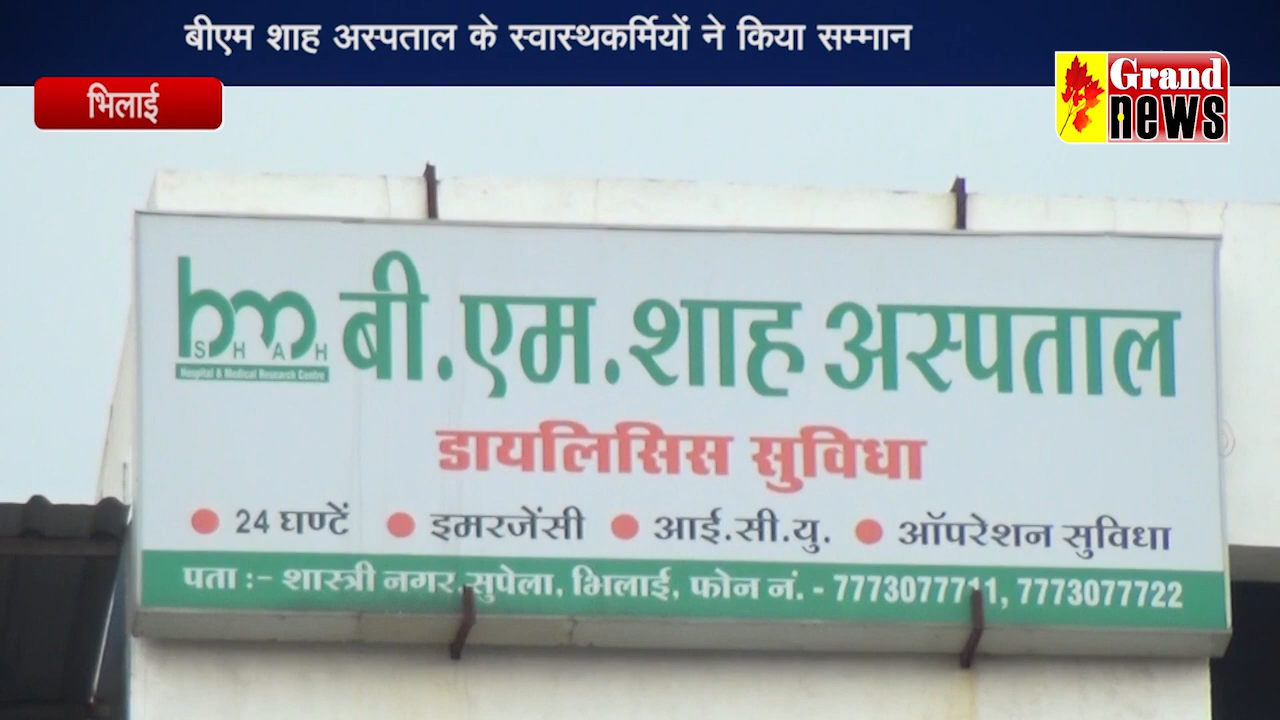 बीएम शाह अस्पताल के स्वास्थकर्मियों ने किया सम्मान
भिलाई
Grand
news
bm
SHAH
Hospital & Medical Research Centre
बी.एम.शाह अस्पताल
डायलिसिस सुविधा
● 24 घण्टें ● इमरजेंसी ● आई.सी.यु. ● ऑपरेशन सुविधा
पता :- शास्त्री नगर,सुपेला, भिलाई, फोन नं. - 7773077711, 7773077722